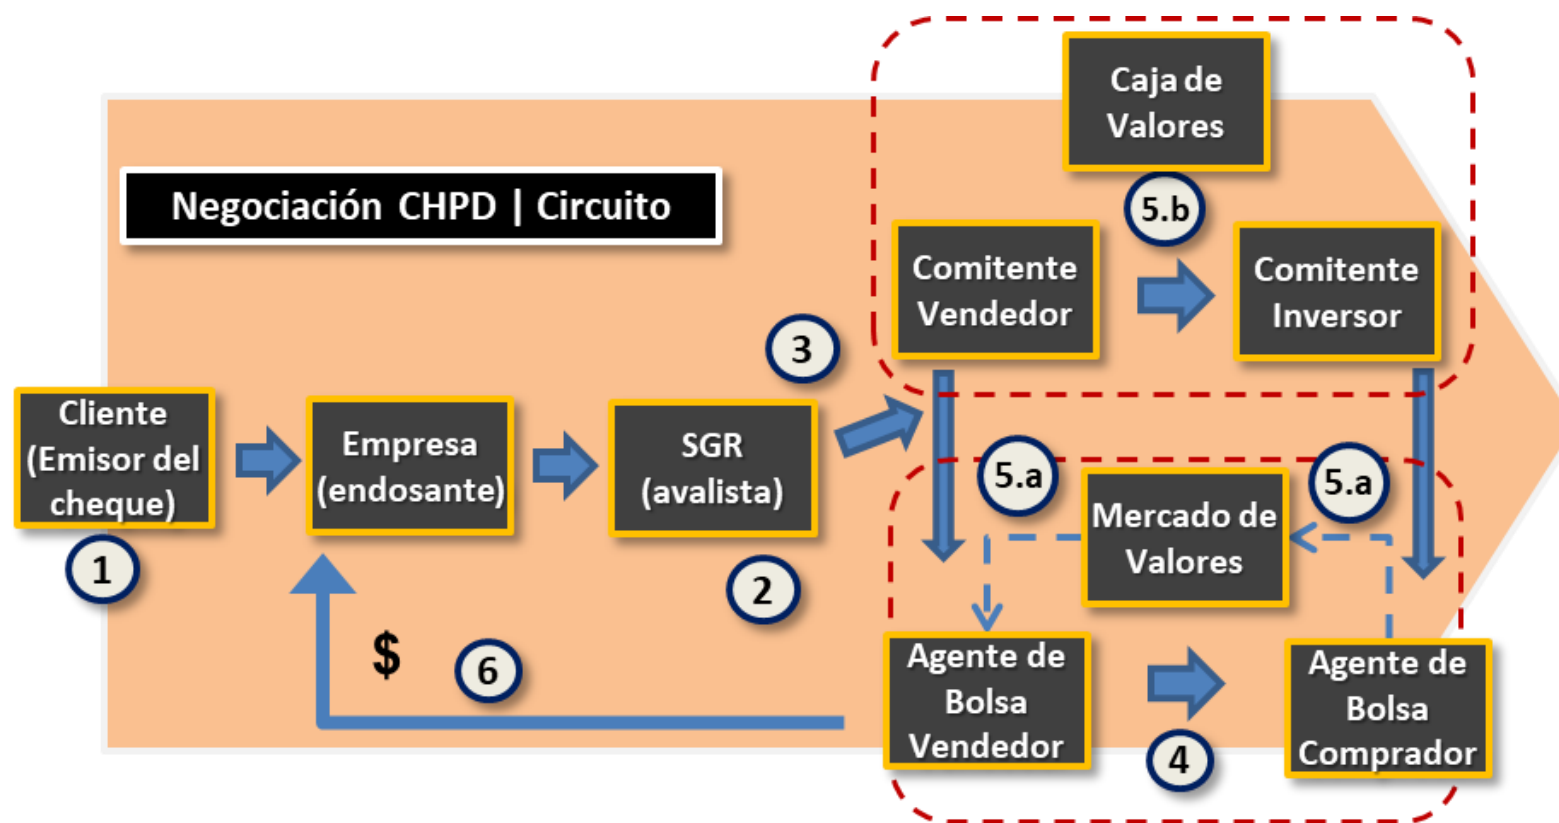 Caja de
Valores
Negociación CHPD | Circuito
5.b
Comitente
Vendedor
Comitente
Inversor
3
Cliente
(Emisor del
cheque)
Empresa
(endosante)
SGR
(avalista)
5.a
5.a
Mercado de
Valores
1
2
$
6
Agente de
Bolsa
Vendedor
4
Agente de
Bolsa
Comprador